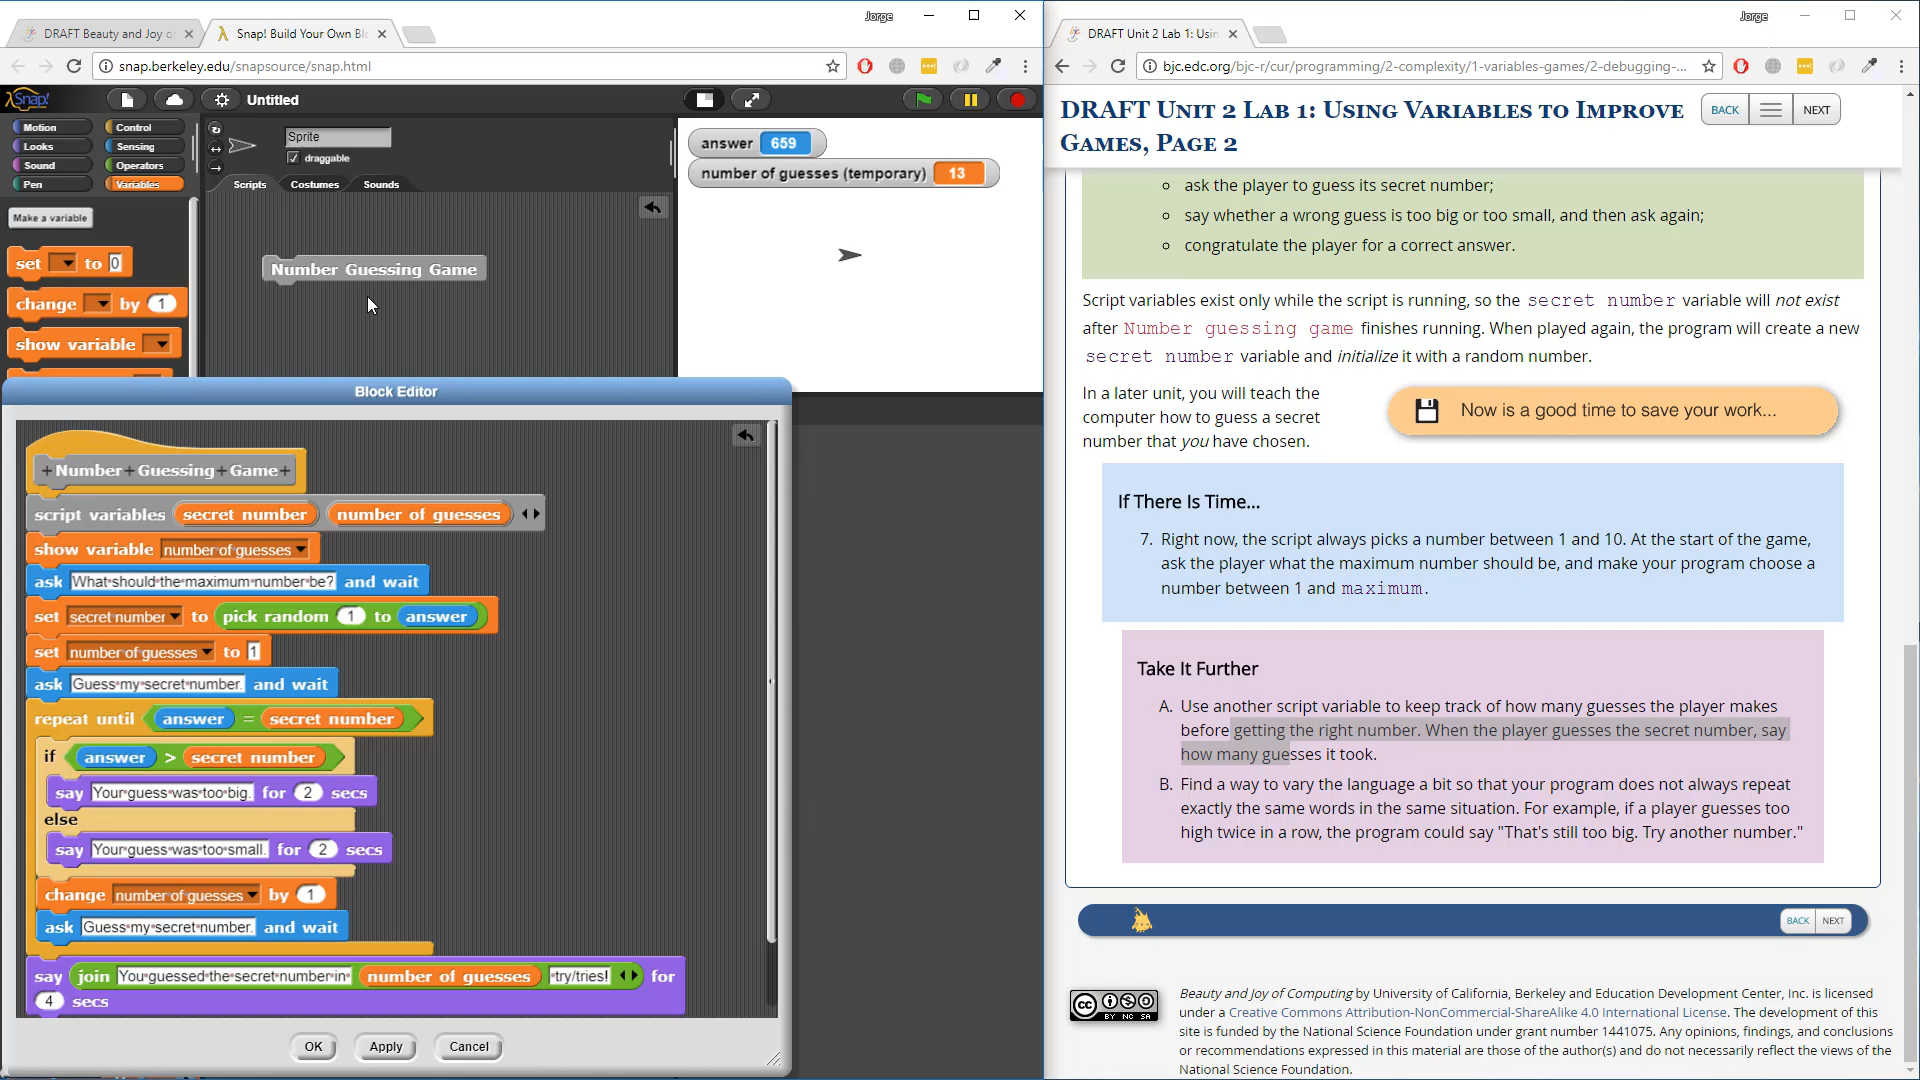 Jorge
DRAFT Beauty and Joy of
Snap! Build Your Own Blo
snap.berkeley.edu/snapsource/snap.html
Snap!
Untitled
Motion
Control
Looks
Sensing
Sound
Operators
Pen
Variables
Make a variable
set to 0
change by 1
show variable
Sprite
draggable
Scripts Costumes Sounds
Number Guessing Game
answer 659
number of guesses (temporary) 13
Block Editor
+Number+Guessing+Game+
script variables secret number number of guesses
show variable number of guesses
ask What should the maximum number be? and wait
set secret number to pick random 1 to answer
set number of guesses to 1
ask Guess my secret number. and wait
repeat until answer = secret number
if answer > secret number
say Your guess was too big. for 2 secs
else
say Your guess was too small. for 2 secs
change number of guesses by 1
ask Guess my secret number. and wait
say join You guessed the secret number in number of guesses try/tries! for
4 secs
OK Apply Cancel
Jorge
DRAFT Unit 2 Lab 1: Usin
bjc.edc.org/bjc-r/cur/programming/2-complexity/1-variables-games/2-debugging-...
DRAFT Unit 2 Lab 1: Using Variables to Improve
Games, Page 2
BACK NEXT
ask the player to guess its secret number;
say whether a wrong guess is too big or too small, and then ask again;
congratulate the player for a correct answer.
Script variables exist only while the script is running, so the secret number variable will not exist
after Number guessing game finishes running. When played again, the program will create a new
secret number variable and initialize it with a random number.
In a later unit, you will teach the
computer how to guess a secret
number that you have chosen.
Now is a good time to save your work...
If There Is Time...
7. Right now, the script always picks a number between 1 and 10. At the start of the game,
ask the player what the maximum number should be, and make your program choose a
number between 1 and maximum.
Take It Further
A. Use another script variable to keep track of how many guesses the player makes
before getting the right number. When the player guesses the secret number, say
how many guesses it took.
B. Find a way to vary the language a bit so that your program does not always repeat
exactly the same words in the same situation. For example, if a player guesses too
high twice in a row, the program could say "That's still too big. Try another number."
BACK NEXT
cc
BY NC SA
Beauty and Joy of Computing by University of California, Berkeley and Education Development Center, Inc. is licensed
under a Creative Commons Attribution-NonCommercial-ShareAlike 4.0 International License. The development of this
site is funded by the National Science Foundation under grant number 1441075. Any opinions, findings, and conclusions
or recommendations expressed in this material are those of the author(s) and do not necessarily reflect the views of the
National Science Foundation.